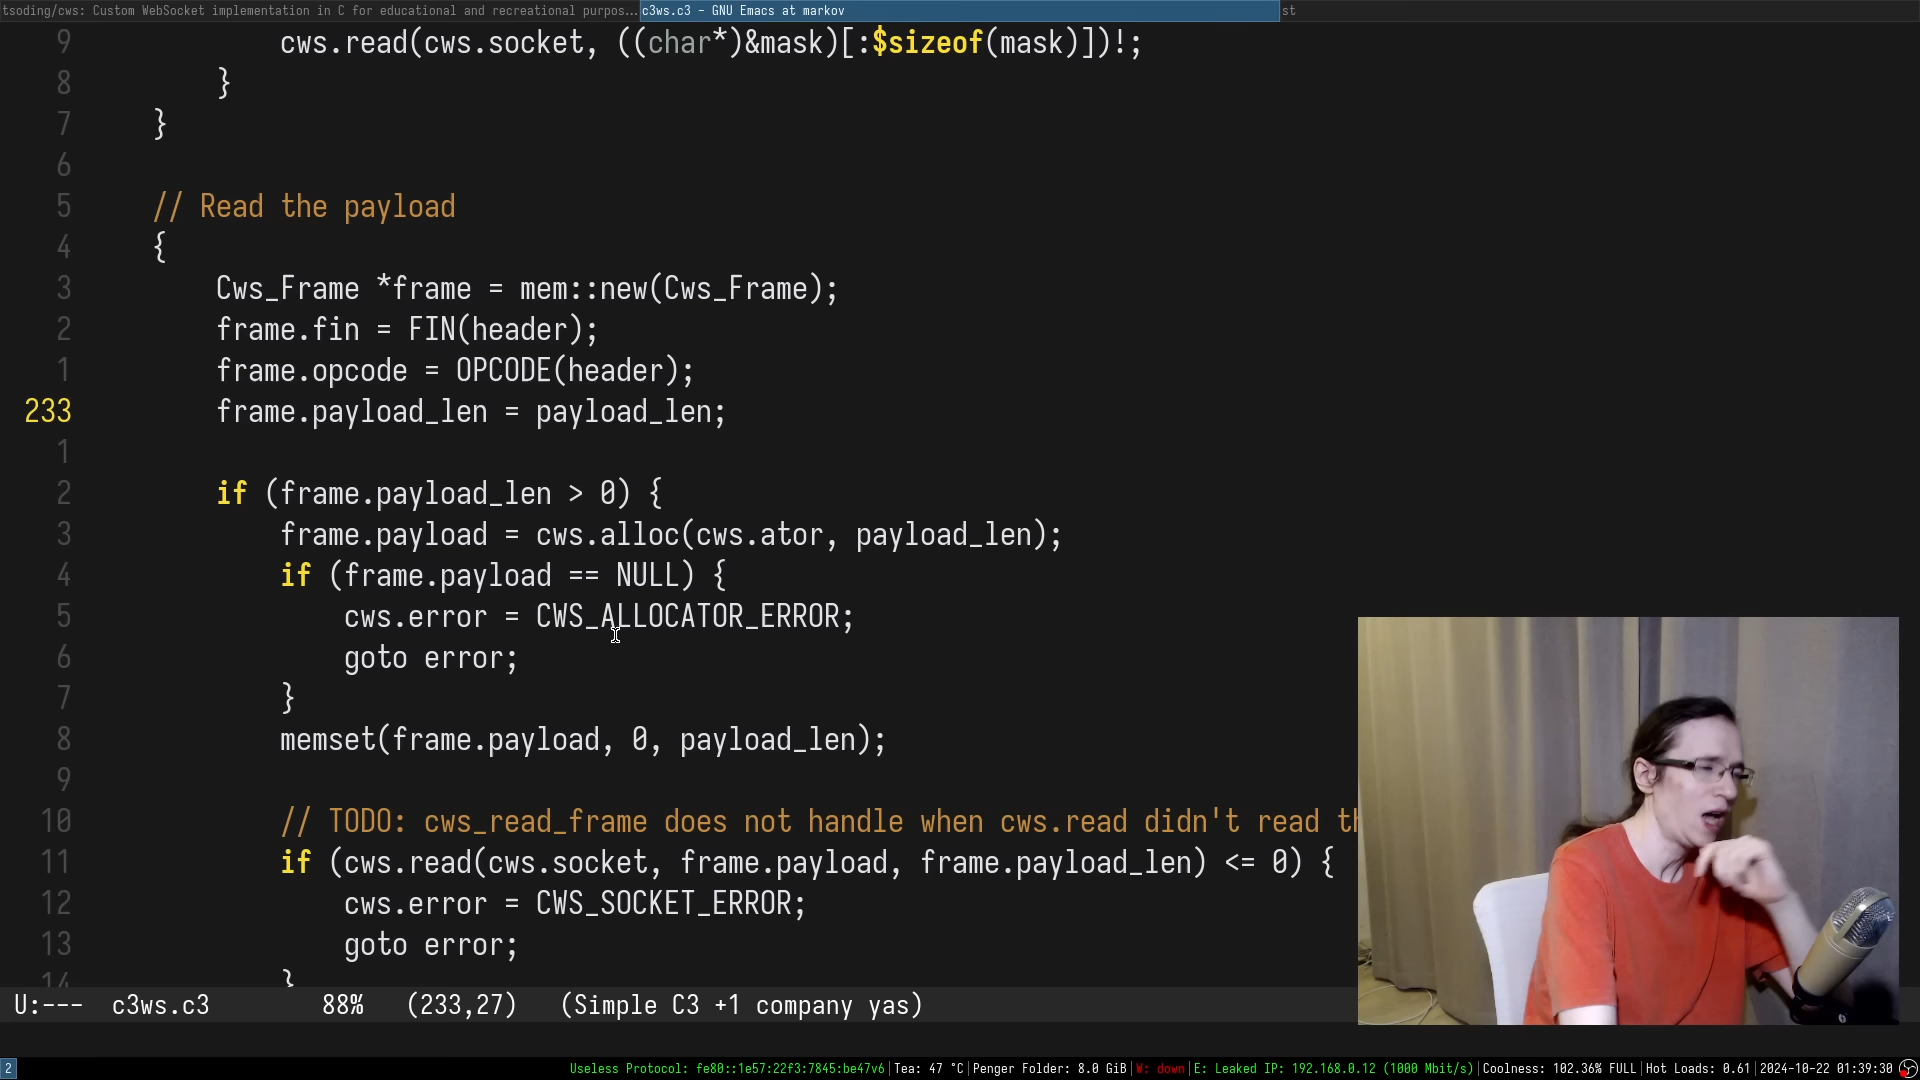 tsoding/cws: Custom WebSocket implementation in C for educational and recreational purpos...
c3ws.c3 - GNU Emacs at markov
st
9 cws.read(cws.socket, ((char*)&mask)[:$sizeof(mask)])!;
8 }
7 }
6
5 // Read the payload
4 {
3 Cws_Frame *frame = mem::new(Cws_Frame);
2 frame.fin = FIN(header);
1 frame.opcode = OPCODE(header);
233 frame.payload_len = payload_len;
1
2 if (frame.payload_len > 0) {
3 frame.payload = cws.alloc(cws.ator, payload_len);
4 if (frame.payload == NULL) {
5 cws.error = CWS_ALLOCATOR_ERROR;
6 goto error;
7 }
8 memset(frame.payload, 0, payload_len);
9
10 // TODO: cws_read_frame does not handle when cws.read didn't read th
11 if (cws.read(cws.socket, frame.payload, frame.payload_len) <= 0) {
12 cws.error = CWS_SOCKET_ERROR;
13 goto error;
14 }
U:--- c3ws.c3 88% (233,27) (Simple C3 +1 company yas)
2 Useless Protocol: fe80::1e57:22f3:7845:be47v6|Tea: 47 °C|Penger Folder: 8.0 GiB|W: down|E: Leaked IP: 192.168.0.12 (1000 Mbit/s)|Coolness: 102.36% FULL|Hot Loads: 0.61|2024-10-22 01:39:30